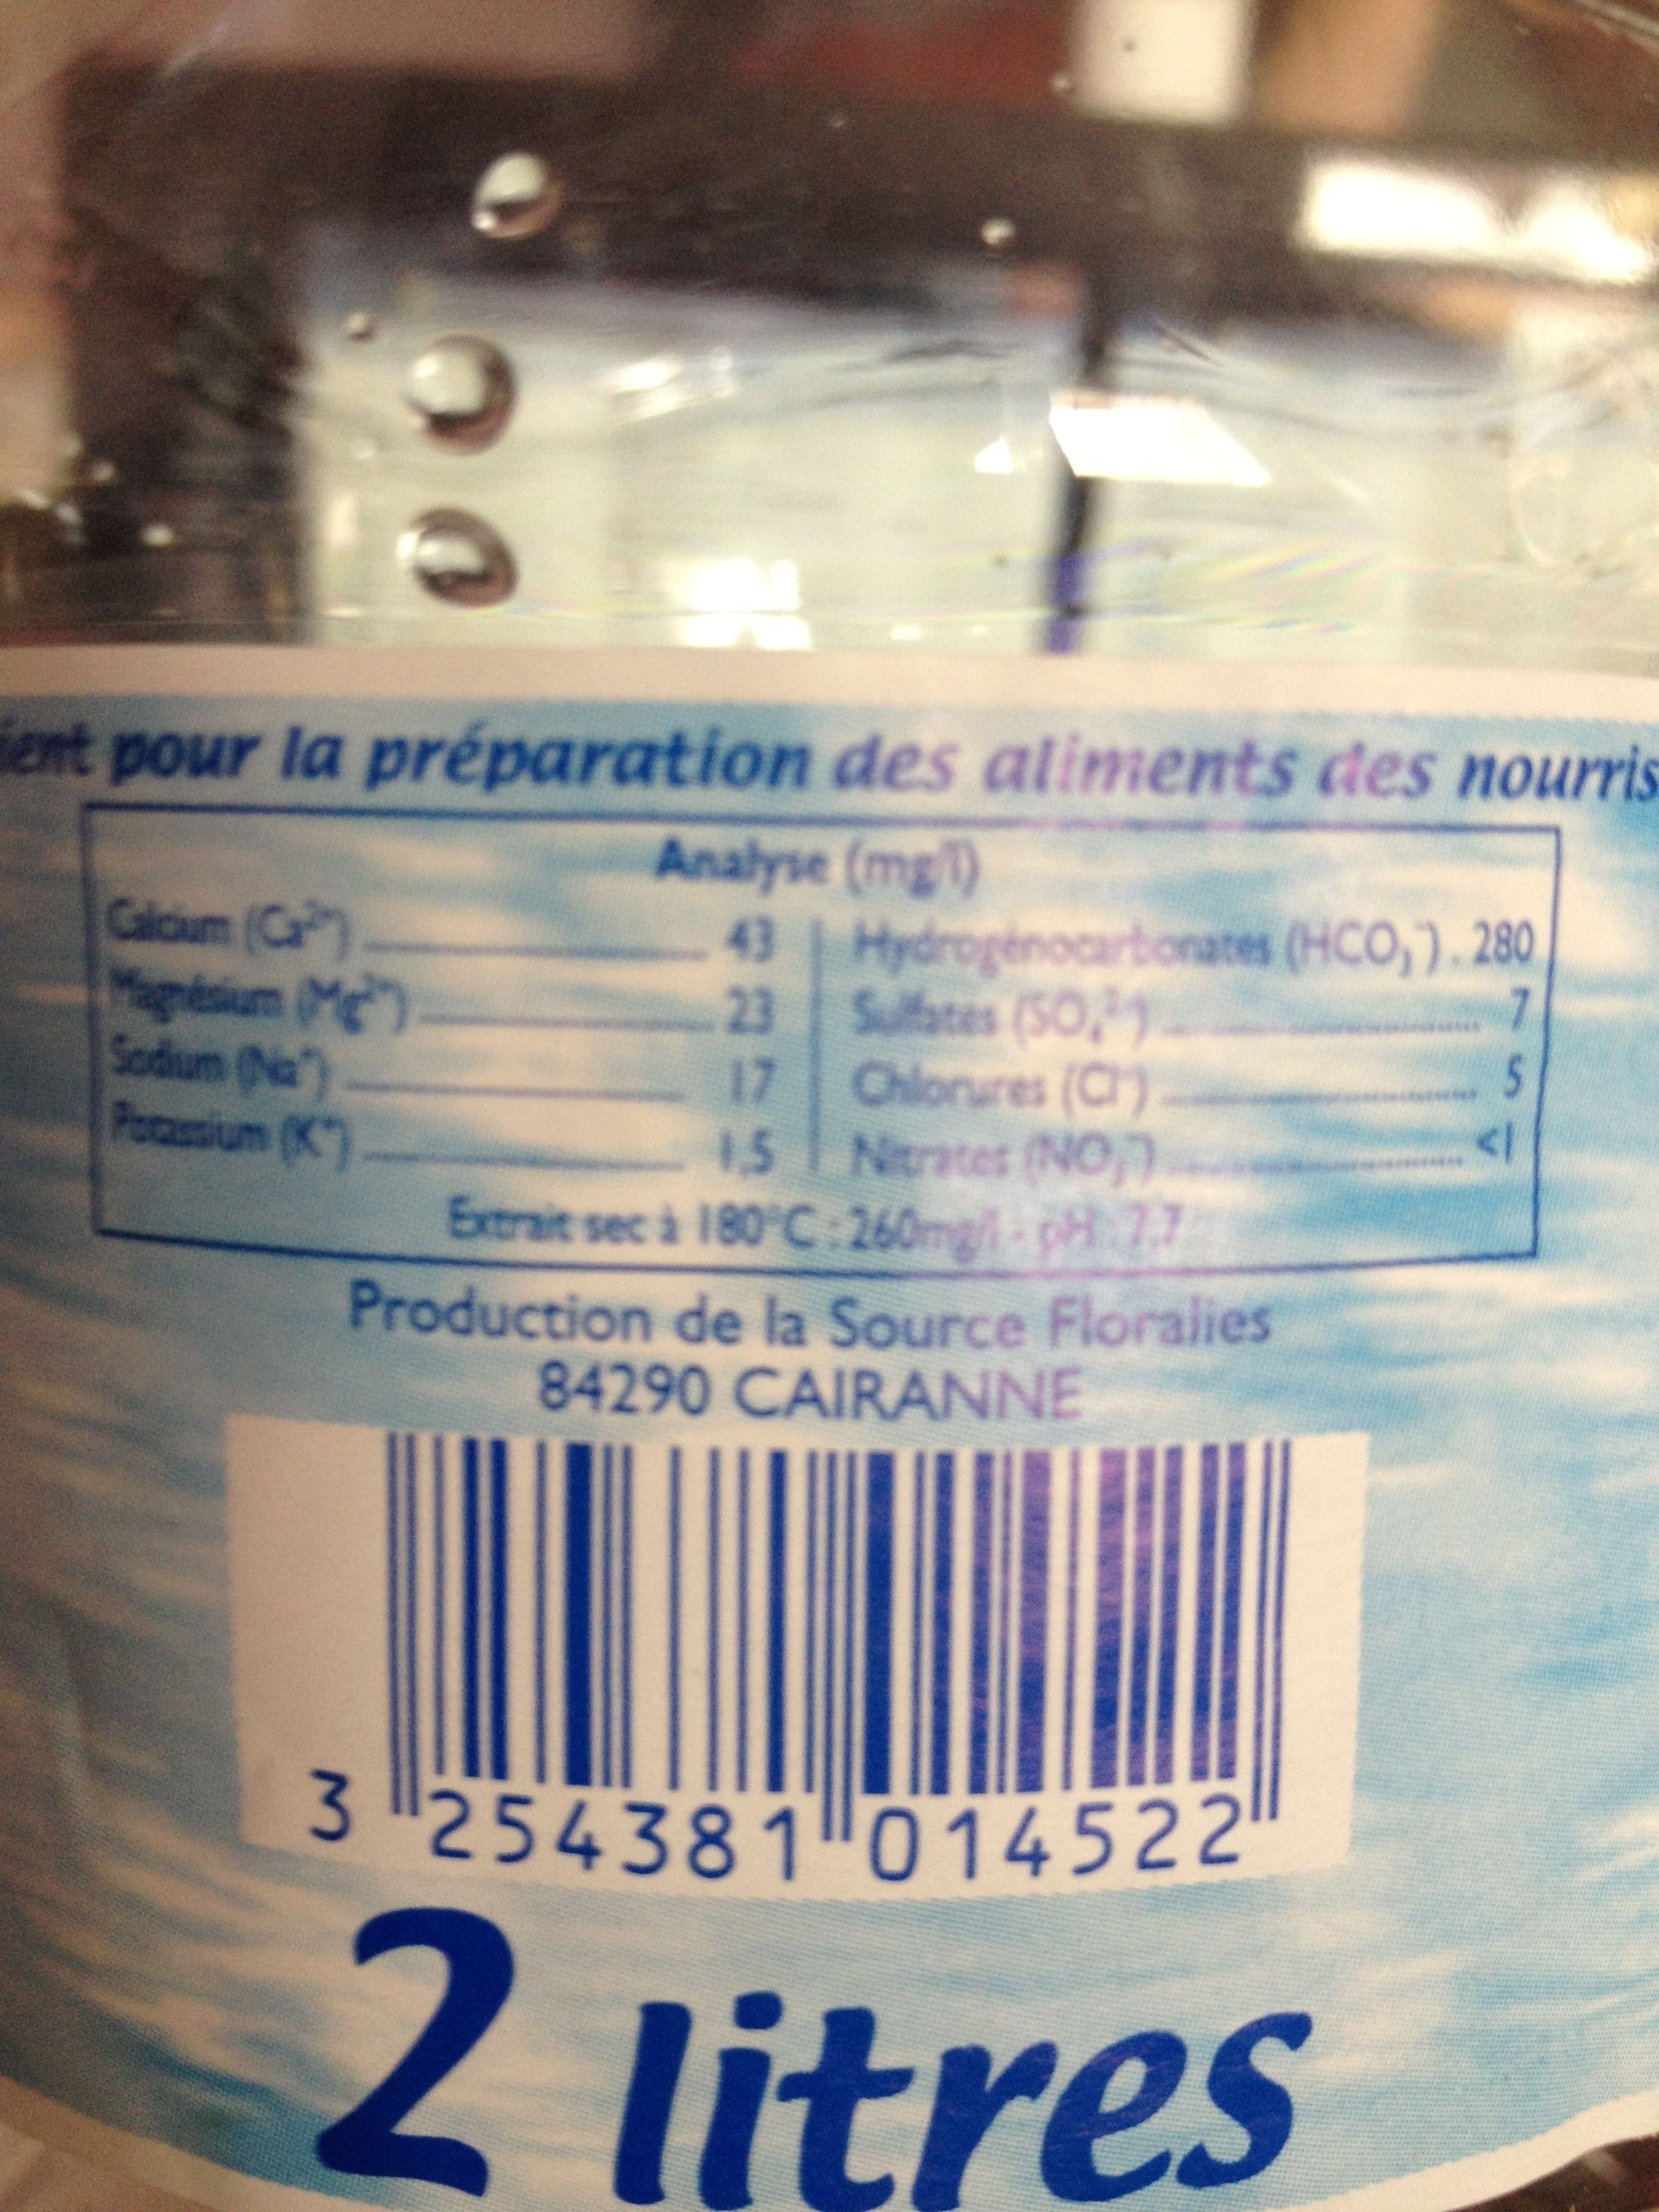 pour la préparation des aliments des nourris
Analyse (mg/l)
Calcium (Ca²⁺) 43
Magnésium (Mg²⁺) 23
Sodium (Na⁺) 17
Potassium (K⁺) 1,5
Hydrogénocarbonates (HCO₃⁻). 280
Sulfates (SO₄²⁻) 7
Chlorures (Cl⁻) 5
Nitrates (NO₃⁻) <1
Extrait sec à 180°C : 260mg/l - pH : 7,7
Production de la Source Floralies
84290 CAIRANNE
3 254381 014522
2 litres